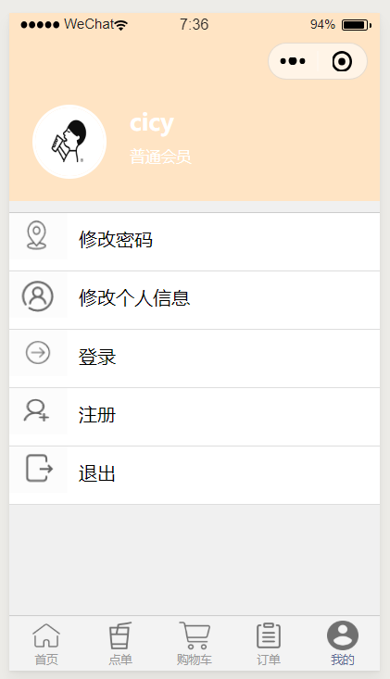 WeChat 7:36 94%
cicy
普通会员
修改密码
修改个人信息
登录
注册
退出
首页 点单 购物车 订单 我的